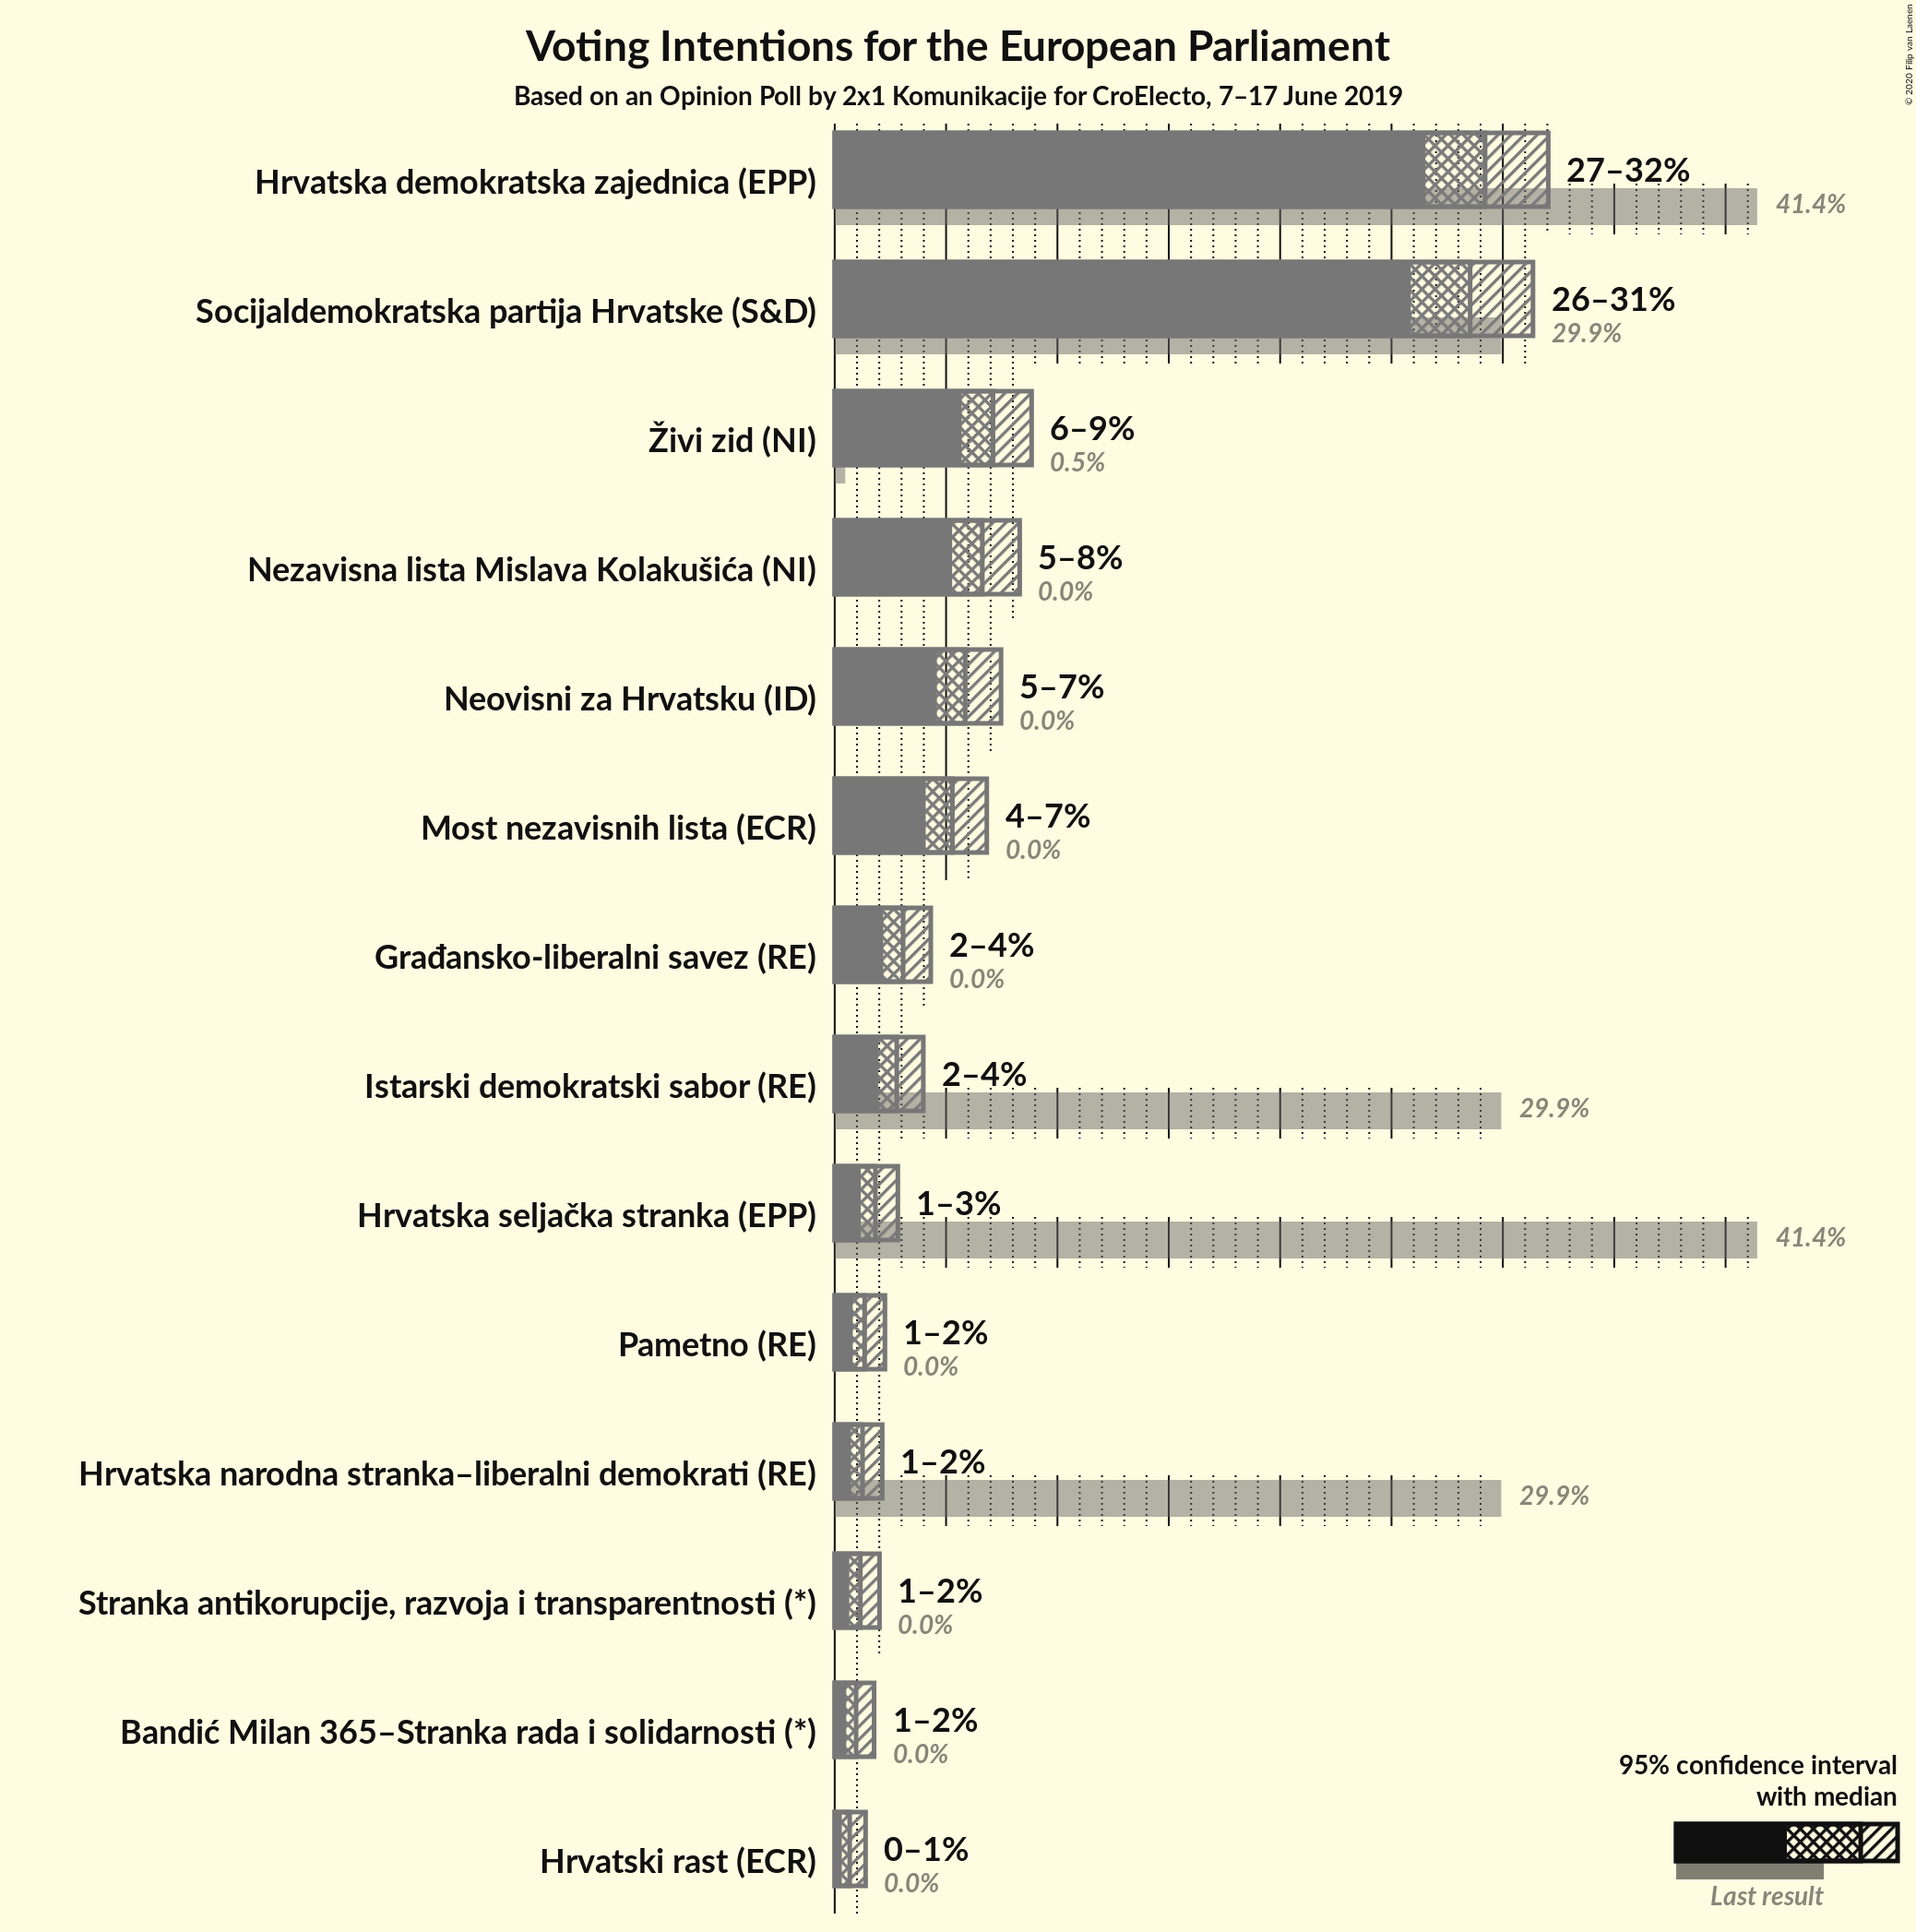 Voting Intentions for the European Parliament
Based on an Opinion Poll by 2x1 Komunikacije for CroElecto, 7–17 June 2019
© 2020 Filip van Laenen
Hrvatska demokratska zajednica (EPP)
27–32%
41.4%
Socijaldemokratska partija Hrvatske (S&D)
26–31%
29.9%
Živi zid (NI)
6–9%
0.5%
Nezavisna lista Mislava Kolakušića (NI)
5–8%
0.0%
Neovisni za Hrvatsku (ID)
5–7%
0.0%
Most nezavisnih lista (ECR)
4–7%
0.0%
Građansko-liberalni savez (RE)
2–4%
0.0%
Istarski demokratski sabor (RE)
2–4%
29.9%
Hrvatska seljačka stranka (EPP)
1–3%
41.4%
Pametno (RE)
1–2%
0.0%
Hrvatska narodna stranka–liberalni demokrati (RE)
1–2%
29.9%
Stranka antikorupcije, razvoja i transparentnosti (*)
1–2%
0.0%
Bandić Milan 365–Stranka rada i solidarnosti (*)
1–2%
0.0%
Hrvatski rast (ECR)
0–1%
0.0%
95% confidence interval
with median
Last result